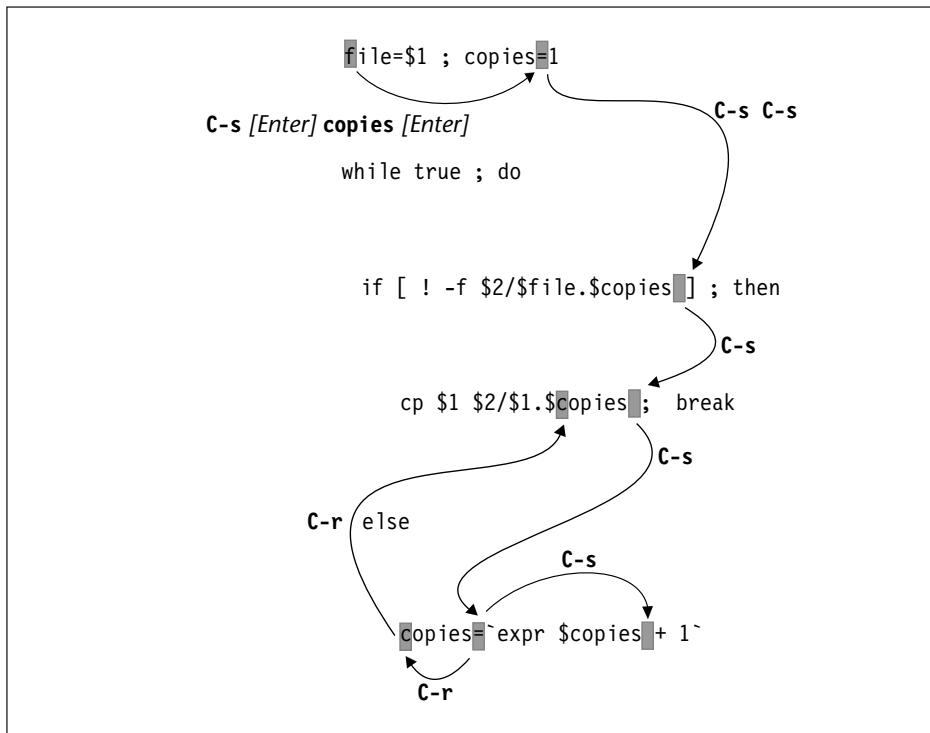 file=$1 ; copies=1
C-s C-s
C-s [Enter] copies [Enter]
while true ; do
if [ ! -f $2/$file.$copies ] ; then
C-s
cp $1 $2/$1.$copies ;  break
C-s
C-r else
C-s
copies=`expr $copies + 1`
C-r